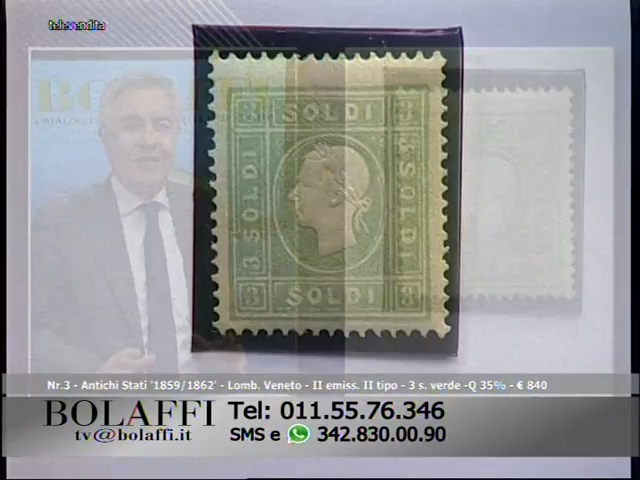 televendita
BOLAFFI
3 SOLDI 3
3 SOLDI
SOLDI
3 SOLDI 3
Nr.3 - Antichi Stati '1859/1862' - Lomb. Veneto - II emiss. II tipo - 3 s. verde -Q 35% - € 840
BOLAFFI
tv@bolaffi.it
Tel: 011.55.76.346
SMS e 342.830.00.90